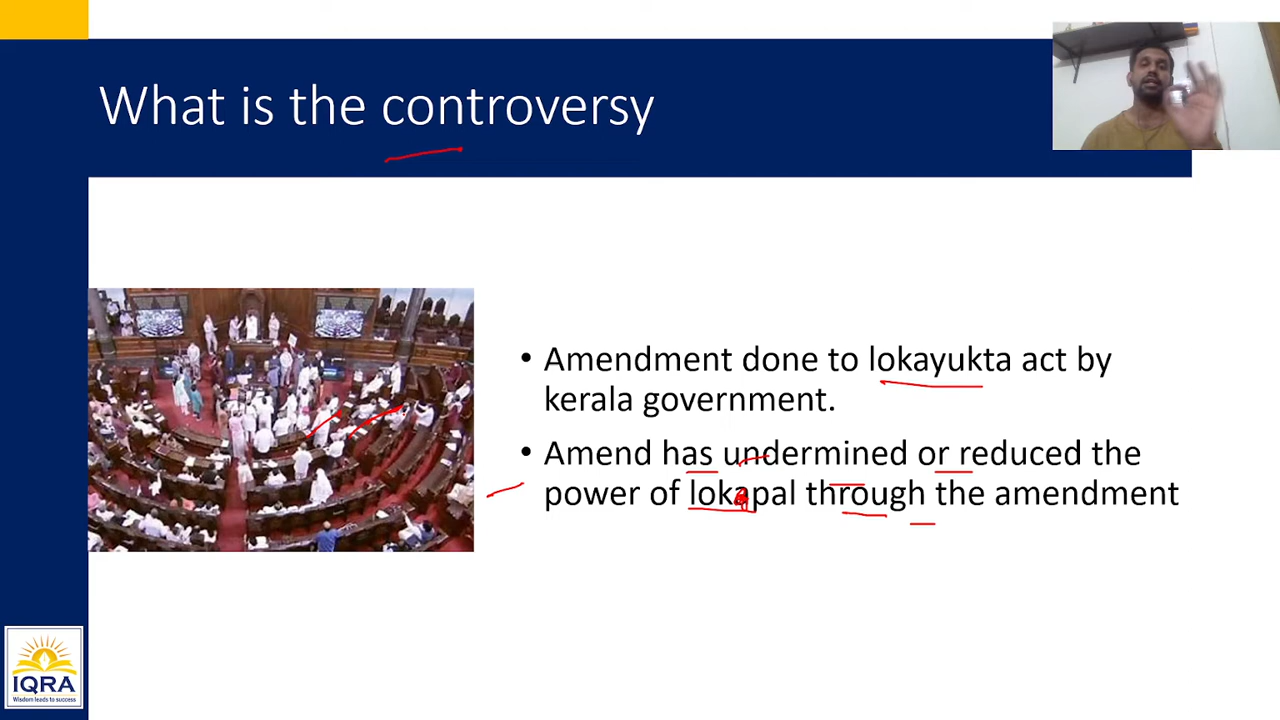 What is the controversy
• Amendment done to lokayukta act by
kerala government.
• Amend has undermined or reduced the
power of lokapal through the amendment
IQRA
Wisdom leads to success